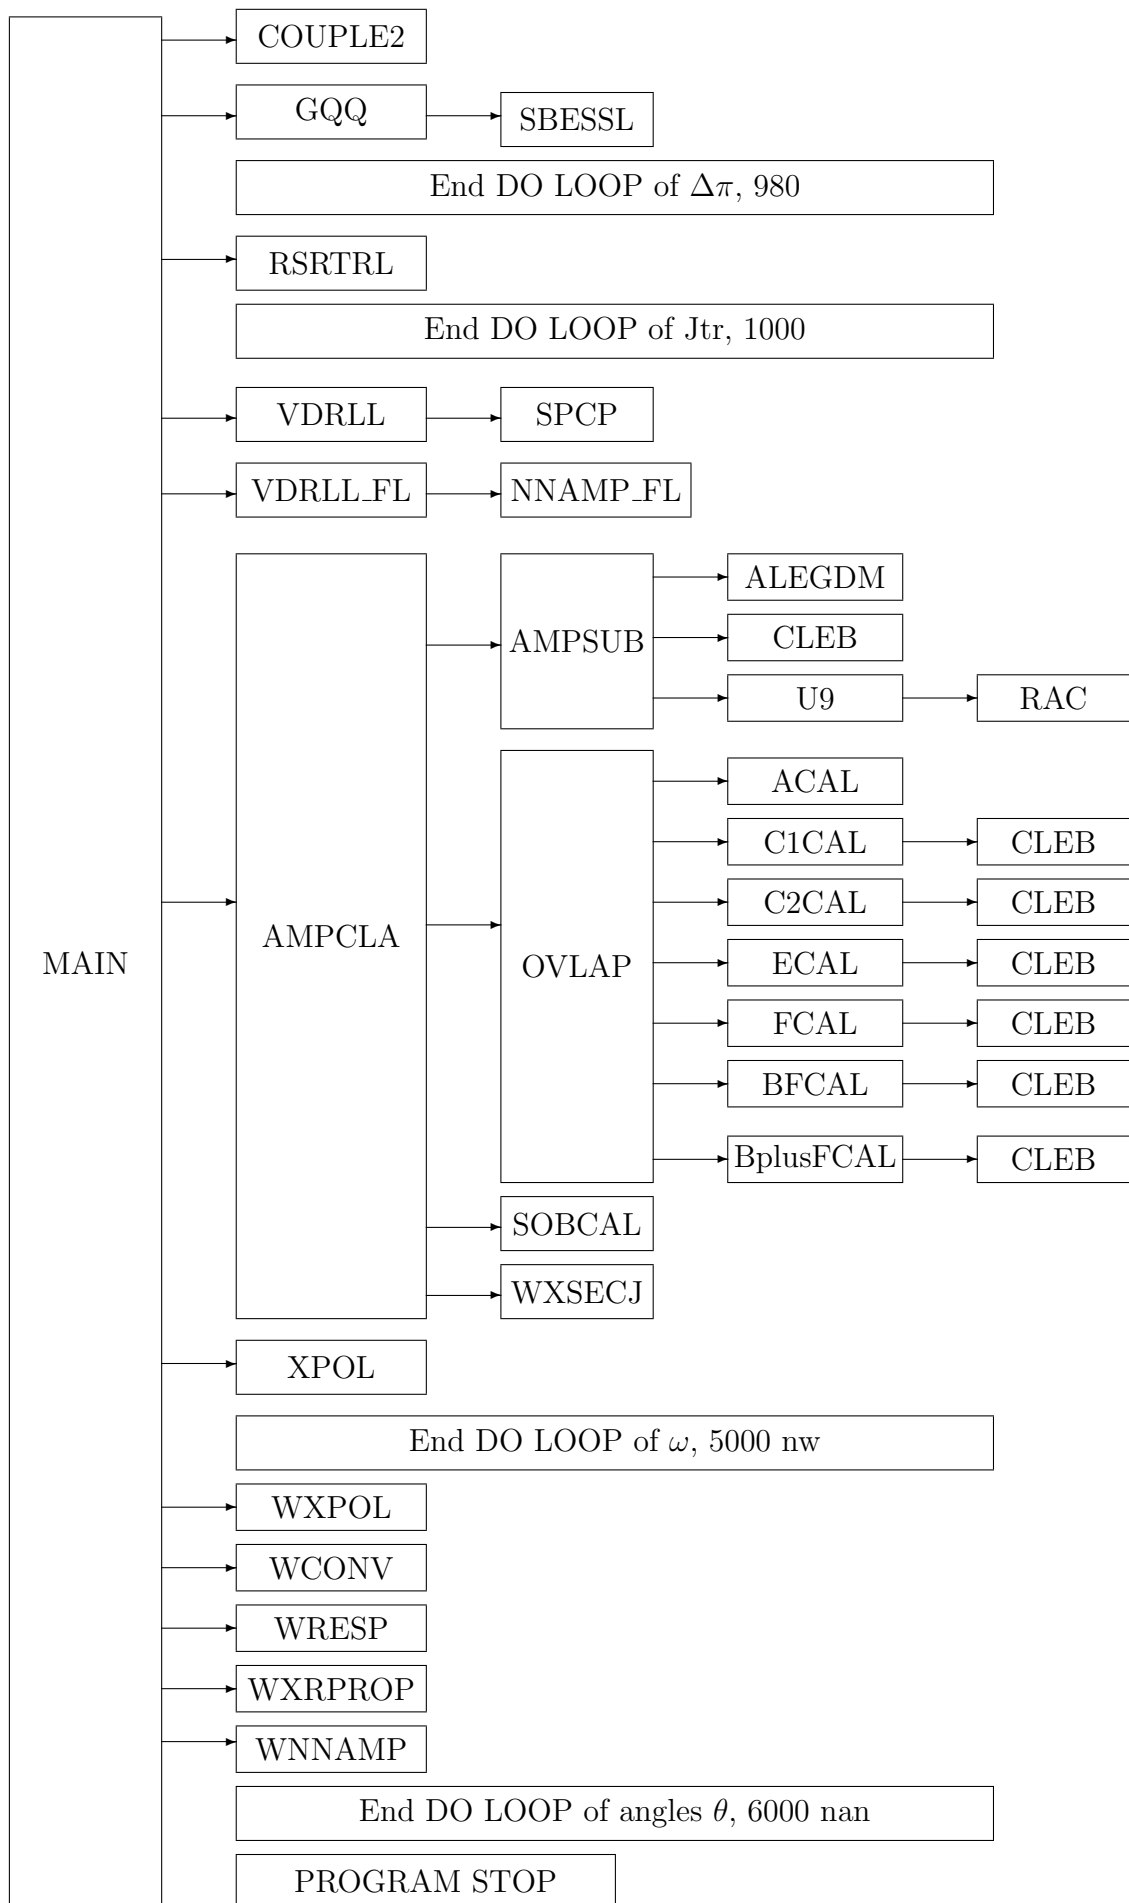 COUPLE2
GQQ
SBESSL
End DO LOOP of Δπ, 980
RSRTRL
End DO LOOP of Jtr, 1000
VDRLL
SPCP
VDRLL_FL
NNAMP_FL
ALEGDM
AMPSUB
CLEB
U9
RAC
ACAL
C1CAL
CLEB
C2CAL
CLEB
MAIN
AMPCLA
OVLAP
ECAL
CLEB
FCAL
CLEB
BFCAL
CLEB
BplusFCAL
CLEB
SOBCAL
WXSECJ
XPOL
End DO LOOP of ω, 5000 nw
WXPOL
WCONV
WRESP
WXRPROP
WNNAMP
End DO LOOP of angles θ, 6000 nan
PROGRAM STOP